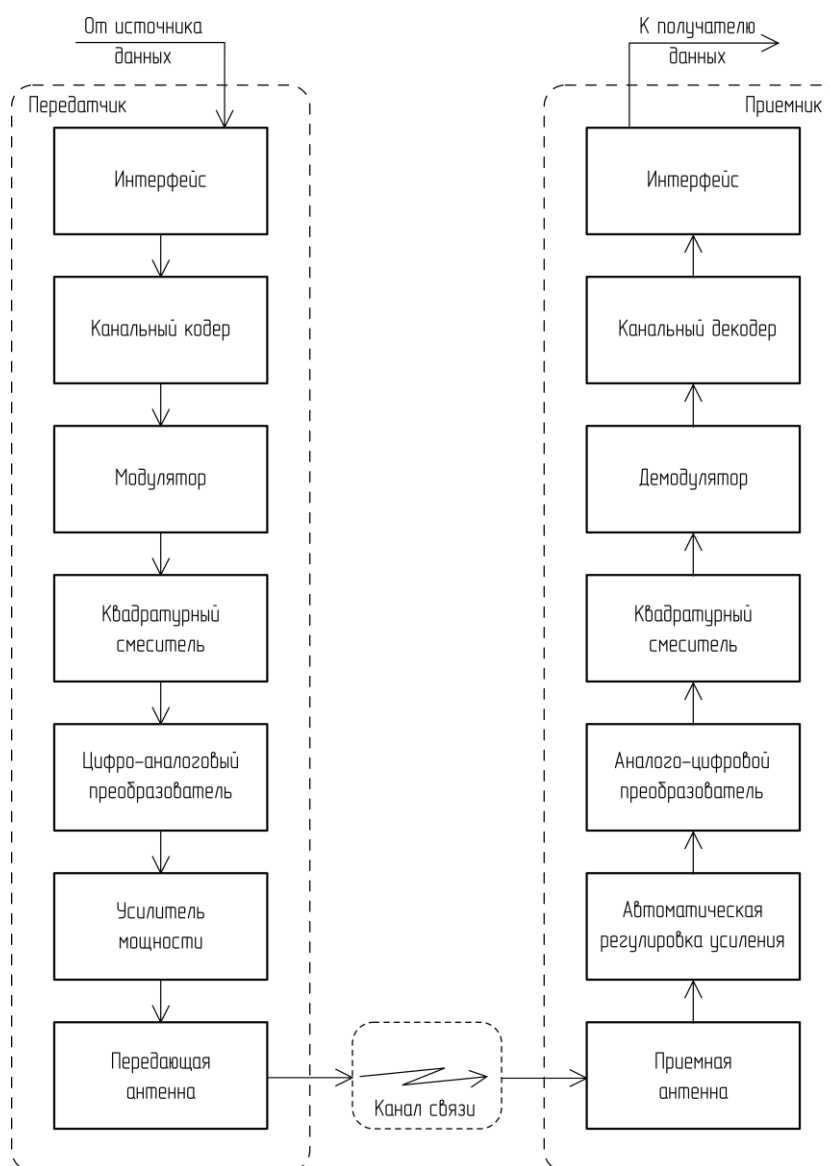 От источника
данных
Передатчик
Интерфейс
Канальный кодер
Модулятор
Квадратурный
смеситель
Цифро-аналоговый
преобразователь
Усилитель
мощности
Передающая
антенна
Канал связи
К получателю
данных
Приемник
Интерфейс
Канальный декодер
Демодулятор
Квадратурный
смеситель
Аналого-цифровой
преобразователь
Автоматическая
регулировка усиления
Приемная
антенна